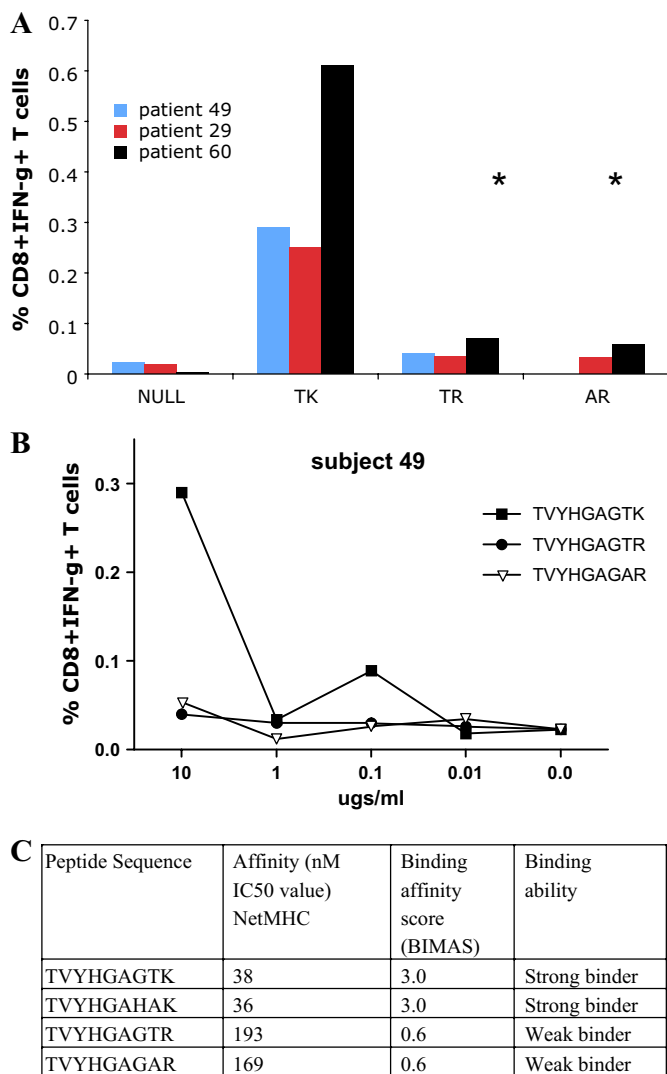 A
% CD8+IFN-g+ T cells
0.7
0.6
0.5
0.4
0.3
0.2
0.1
0
patient 49
patient 29
patient 60
*
*
NULL
TK
TR
AR
B
subject 49
% CD8+IFN-g+ T cells
0.3
0.2
0.1
0.0
TVYHGAGTK
TVYHGAGTR
TVYHGAGAR
10
1
0.1
0.01
0.0
ugs/ml
C
Peptide Sequence
Affinity (nM
IC50 value)
NetMHC
Binding
affinity
score
(BIMAS)
Binding
ability
TVYHGAGTK 38 3.0 Strong binder
TVYHGAHAK 36 3.0 Strong binder
TVYHGAGTR 193 0.6 Weak binder
TVYHGAGAR 169 0.6 Weak binder